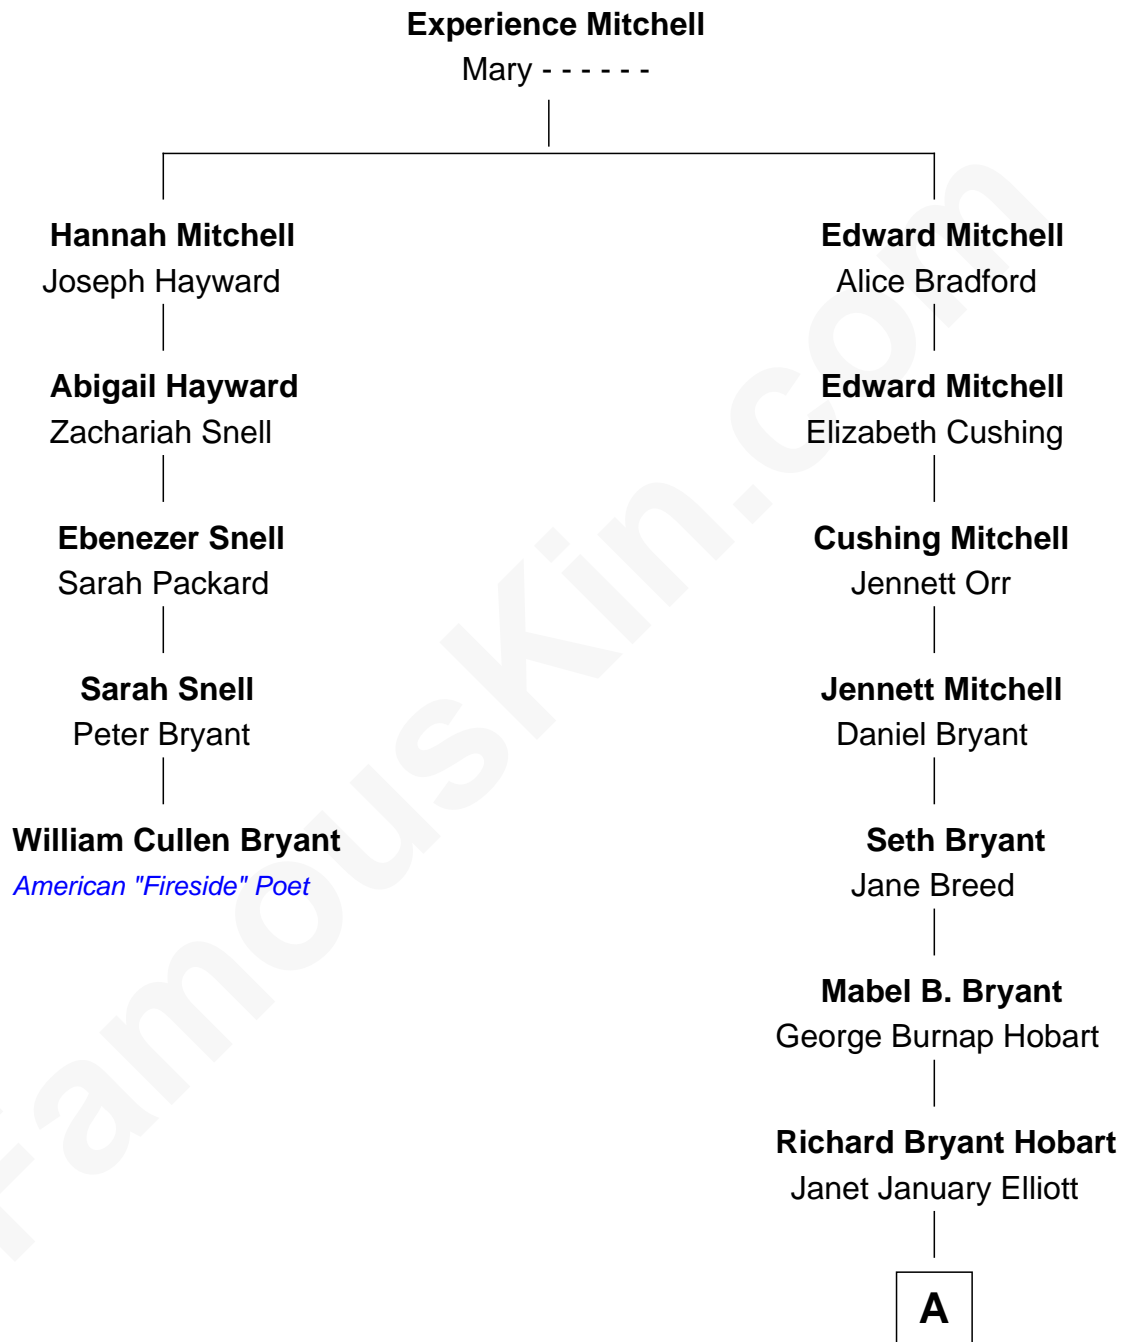 Experience Mitchell
Mary - - - - - -
Hannah Mitchell
Joseph Hayward
Edward Mitchell
Alice Bradford
Abigail Hayward
Zachariah Snell
Edward Mitchell
Elizabeth Cushing
Ebenezer Snell
Sarah Packard
Cushing Mitchell
Jennett Orr
Sarah Snell
Peter Bryant
Jennett Mitchell
Daniel Bryant
William Cullen Bryant
American "Fireside" Poet
Seth Bryant
Jane Breed
Mabel B. Bryant
George Burnap Hobart
Richard Bryant Hobart
Janet January Elliott
A
FamousKin.com